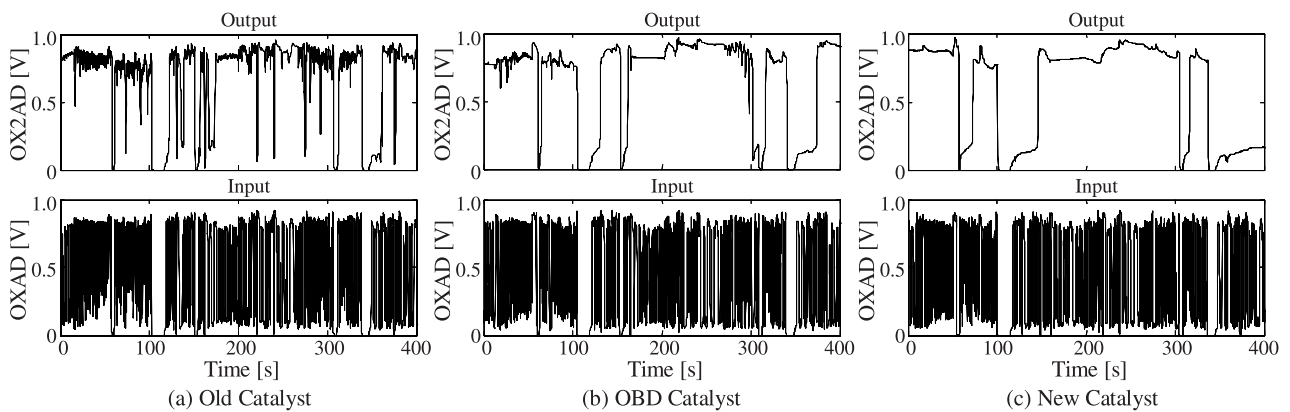 Output
OX2AD [V]
1.0
0.5
0
Input
OXAD [V]
1.0
0.5
0
0 100 200 300 400
Time [s]
(a) Old Catalyst
Output
OX2AD [V]
1.0
0.5
0
Input
OXAD [V]
1.0
0.5
0
0 100 200 300 400
Time [s]
(b) OBD Catalyst
Output
OX2AD [V]
1.0
0.5
0
Input
OXAD [V]
1.0
0.5
0
0 100 200 300 400
Time [s]
(c) New Catalyst